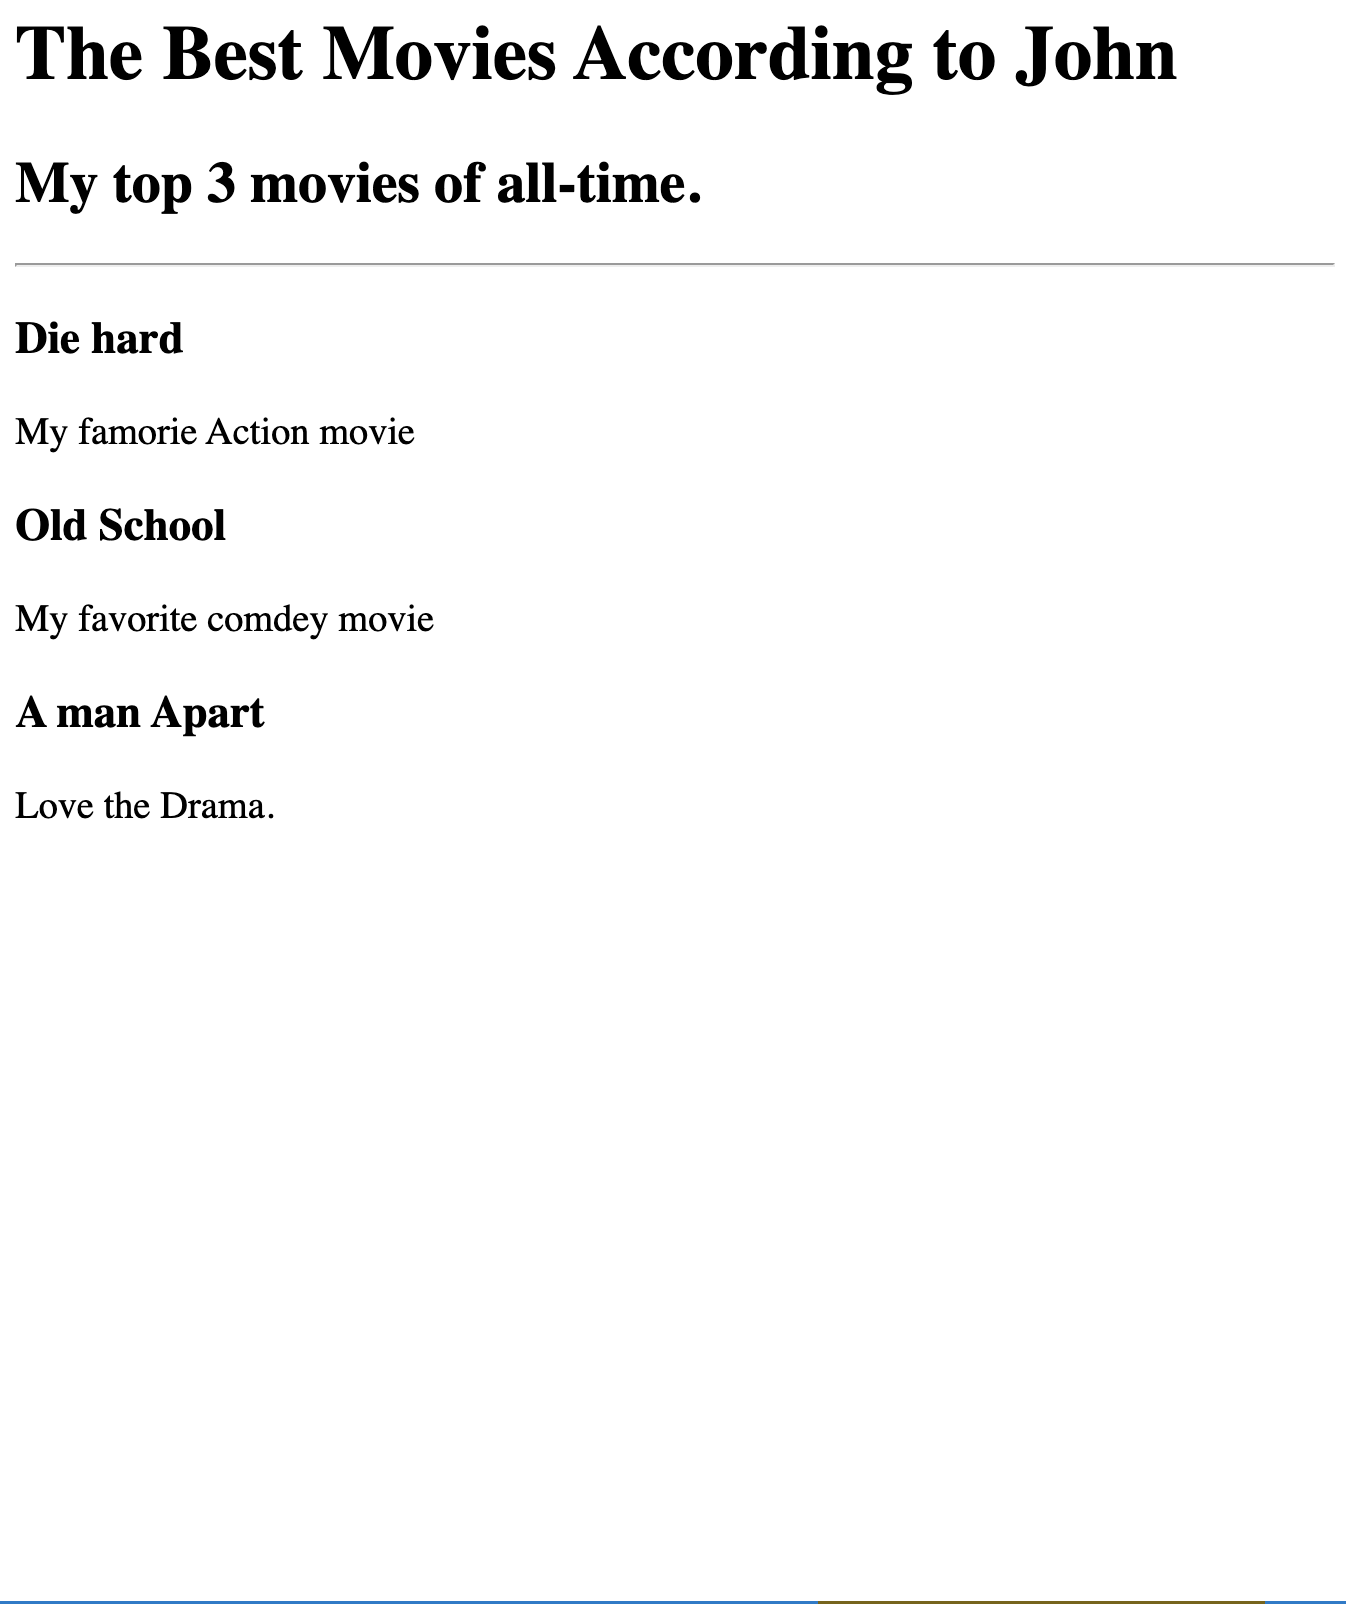 The Best Movies According to John
My top 3 movies of all-time.
Die hard
My famorie Action movie
Old School
My favorite comdey movie
A man Apart
Love the Drama.